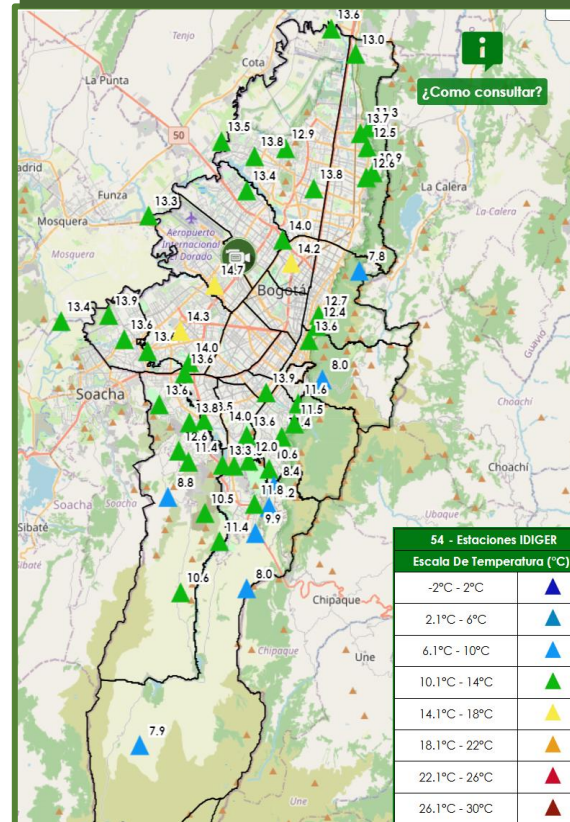 13.6
Tenjo
Cota
13.0
¿Como consultar?
La Punta
13.7
50
13.5
13.8
12.9
12.5
13.4
13.8
12.6
Funza
La Calera
13.3
La-Calera
Mosquera
Aeropuerto
Internacional
el Dorado
14.0
Mosquera
14.2
14.7
7.8
Bogotá
13.4
13.9
14.3
12.7
12.4
13.6
13.6
14.0
13.6
8.0
Soacha
13.6
13.9
11.6
13.8
14.0
11.5
Choachí
12.6
13.6
11.4
13.3
12.0
10.6
Choachí
8.8
8.4
Soacha
Soacha
11.8
10.5
Ubaque
Sibaté
11.4
9.9
10.6
8.0
Chipaque
Chipaque
Une
7.9
Une
54 - Estaciones IDIGER
Escala De Temperatura (°C)
-2°C - 2°C
2.1°C - 6°C
6.1°C - 10°C
10.1°C - 14°C
14.1°C - 18°C
18.1°C - 22°C
22.1°C - 26°C
26.1°C - 30°C